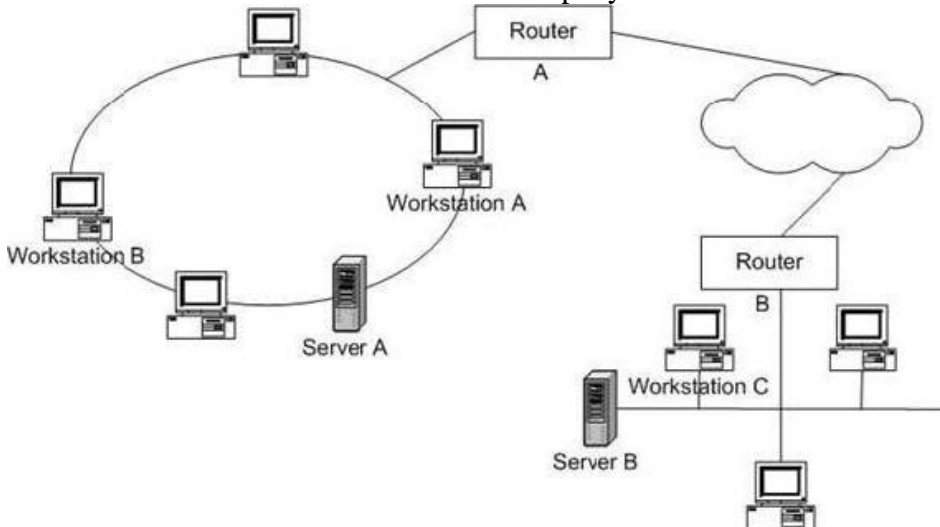 Router
A
Workstation A
Workstation B
Server A
Router
B
Workstation C
Server B